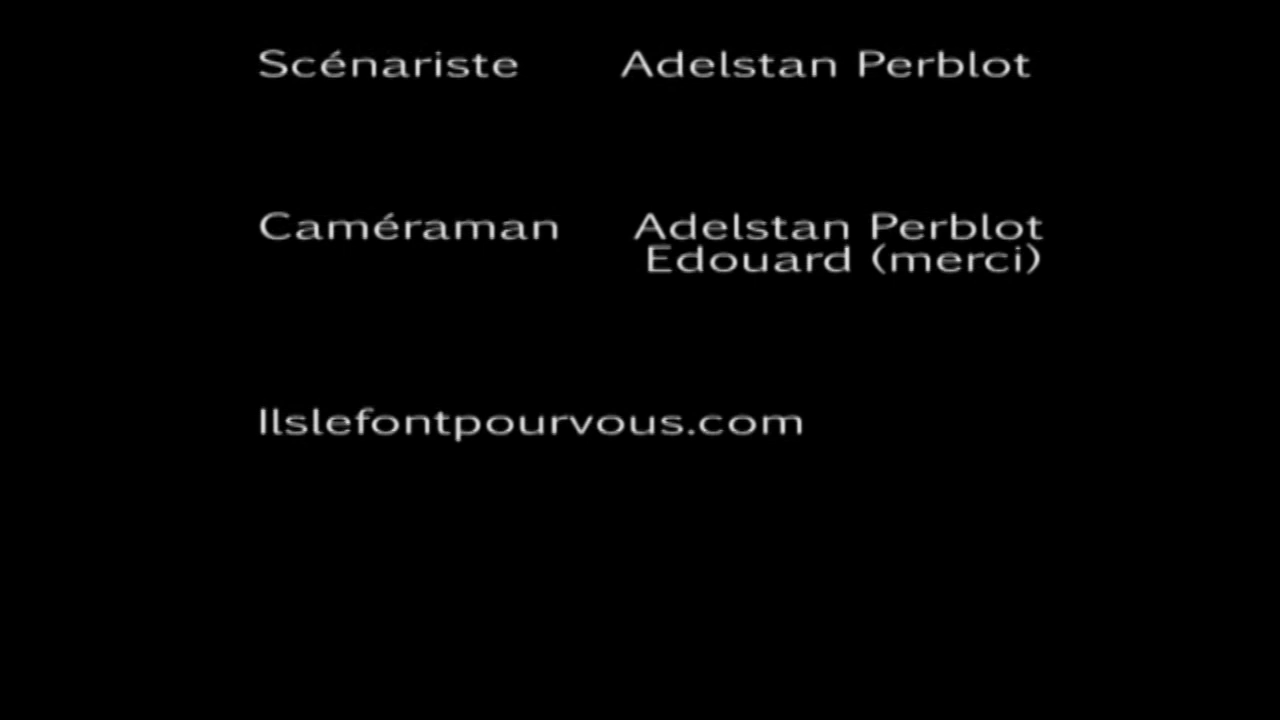 Scénariste Adelstan Perblot
Caméraman Adelstan Perblot
Edouard (merci)
Ilslefontpourvous.com